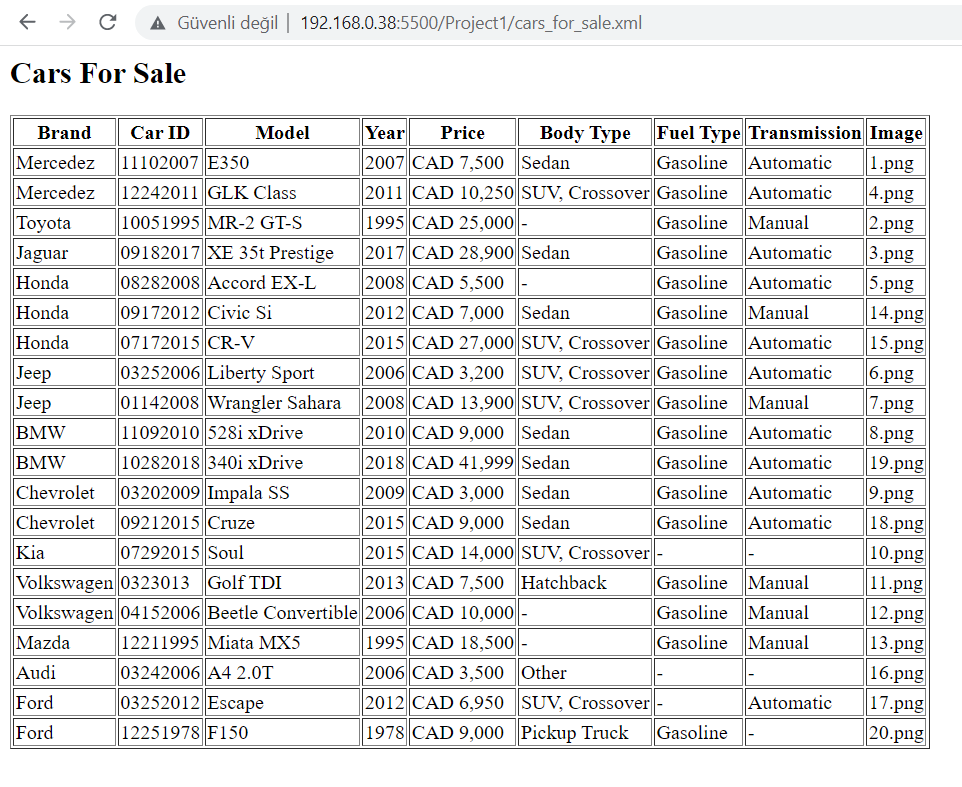 Güvenli değil | 192.168.0.38:5500/Project1/cars_for_sale.xml
Cars For Sale
Brand Car ID Model Year Price Body Type Fuel Type Transmission Image
Mercedez 11102007 E350 2007 CAD 7,500 Sedan Gasoline Automatic 1.png
Mercedez 12242011 GLK Class 2011 CAD 10,250 SUV, Crossover Gasoline Automatic 4.png
Toyota 10051995 MR-2 GT-S 1995 CAD 25,000 - Gasoline Manual 2.png
Jaguar 09182017 XE 35t Prestige 2017 CAD 28,900 Sedan Gasoline Automatic 3.png
Honda 08282008 Accord EX-L 2008 CAD 5,500 - Gasoline Automatic 5.png
Honda 09172012 Civic Si 2012 CAD 7,000 Sedan Gasoline Manual 14.png
Honda 07172015 CR-V 2015 CAD 27,000 SUV, Crossover Gasoline Automatic 15.png
Jeep 03252006 Liberty Sport 2006 CAD 3,200 SUV, Crossover Gasoline Automatic 6.png
Jeep 01142008 Wrangler Sahara 2008 CAD 13,900 SUV, Crossover Gasoline Manual 7.png
BMW 11092010 528i xDrive 2010 CAD 9,000 Sedan Gasoline Automatic 8.png
BMW 10282018 340i xDrive 2018 CAD 41,999 Sedan Gasoline Automatic 19.png
Chevrolet 03202009 Impala SS 2009 CAD 3,000 Sedan Gasoline Automatic 9.png
Chevrolet 09212015 Cruze 2015 CAD 9,000 Sedan Gasoline Automatic 18.png
Kia 07292015 Soul 2015 CAD 14,000 SUV, Crossover - - 10.png
Volkswagen 0323013 Golf TDI 2013 CAD 7,500 Hatchback Gasoline Manual 11.png
Volkswagen 04152006 Beetle Convertible 2006 CAD 10,000 - Gasoline Manual 12.png
Mazda 12211995 Miata MX5 1995 CAD 18,500 - Gasoline Manual 13.png
Audi 03242006 A4 2.0T 2006 CAD 3,500 Other - - 16.png
Ford 03252012 Escape 2012 CAD 6,950 SUV, Crossover - Automatic 17.png
Ford 12251978 F150 1978 CAD 9,000 Pickup Truck Gasoline - 20.png